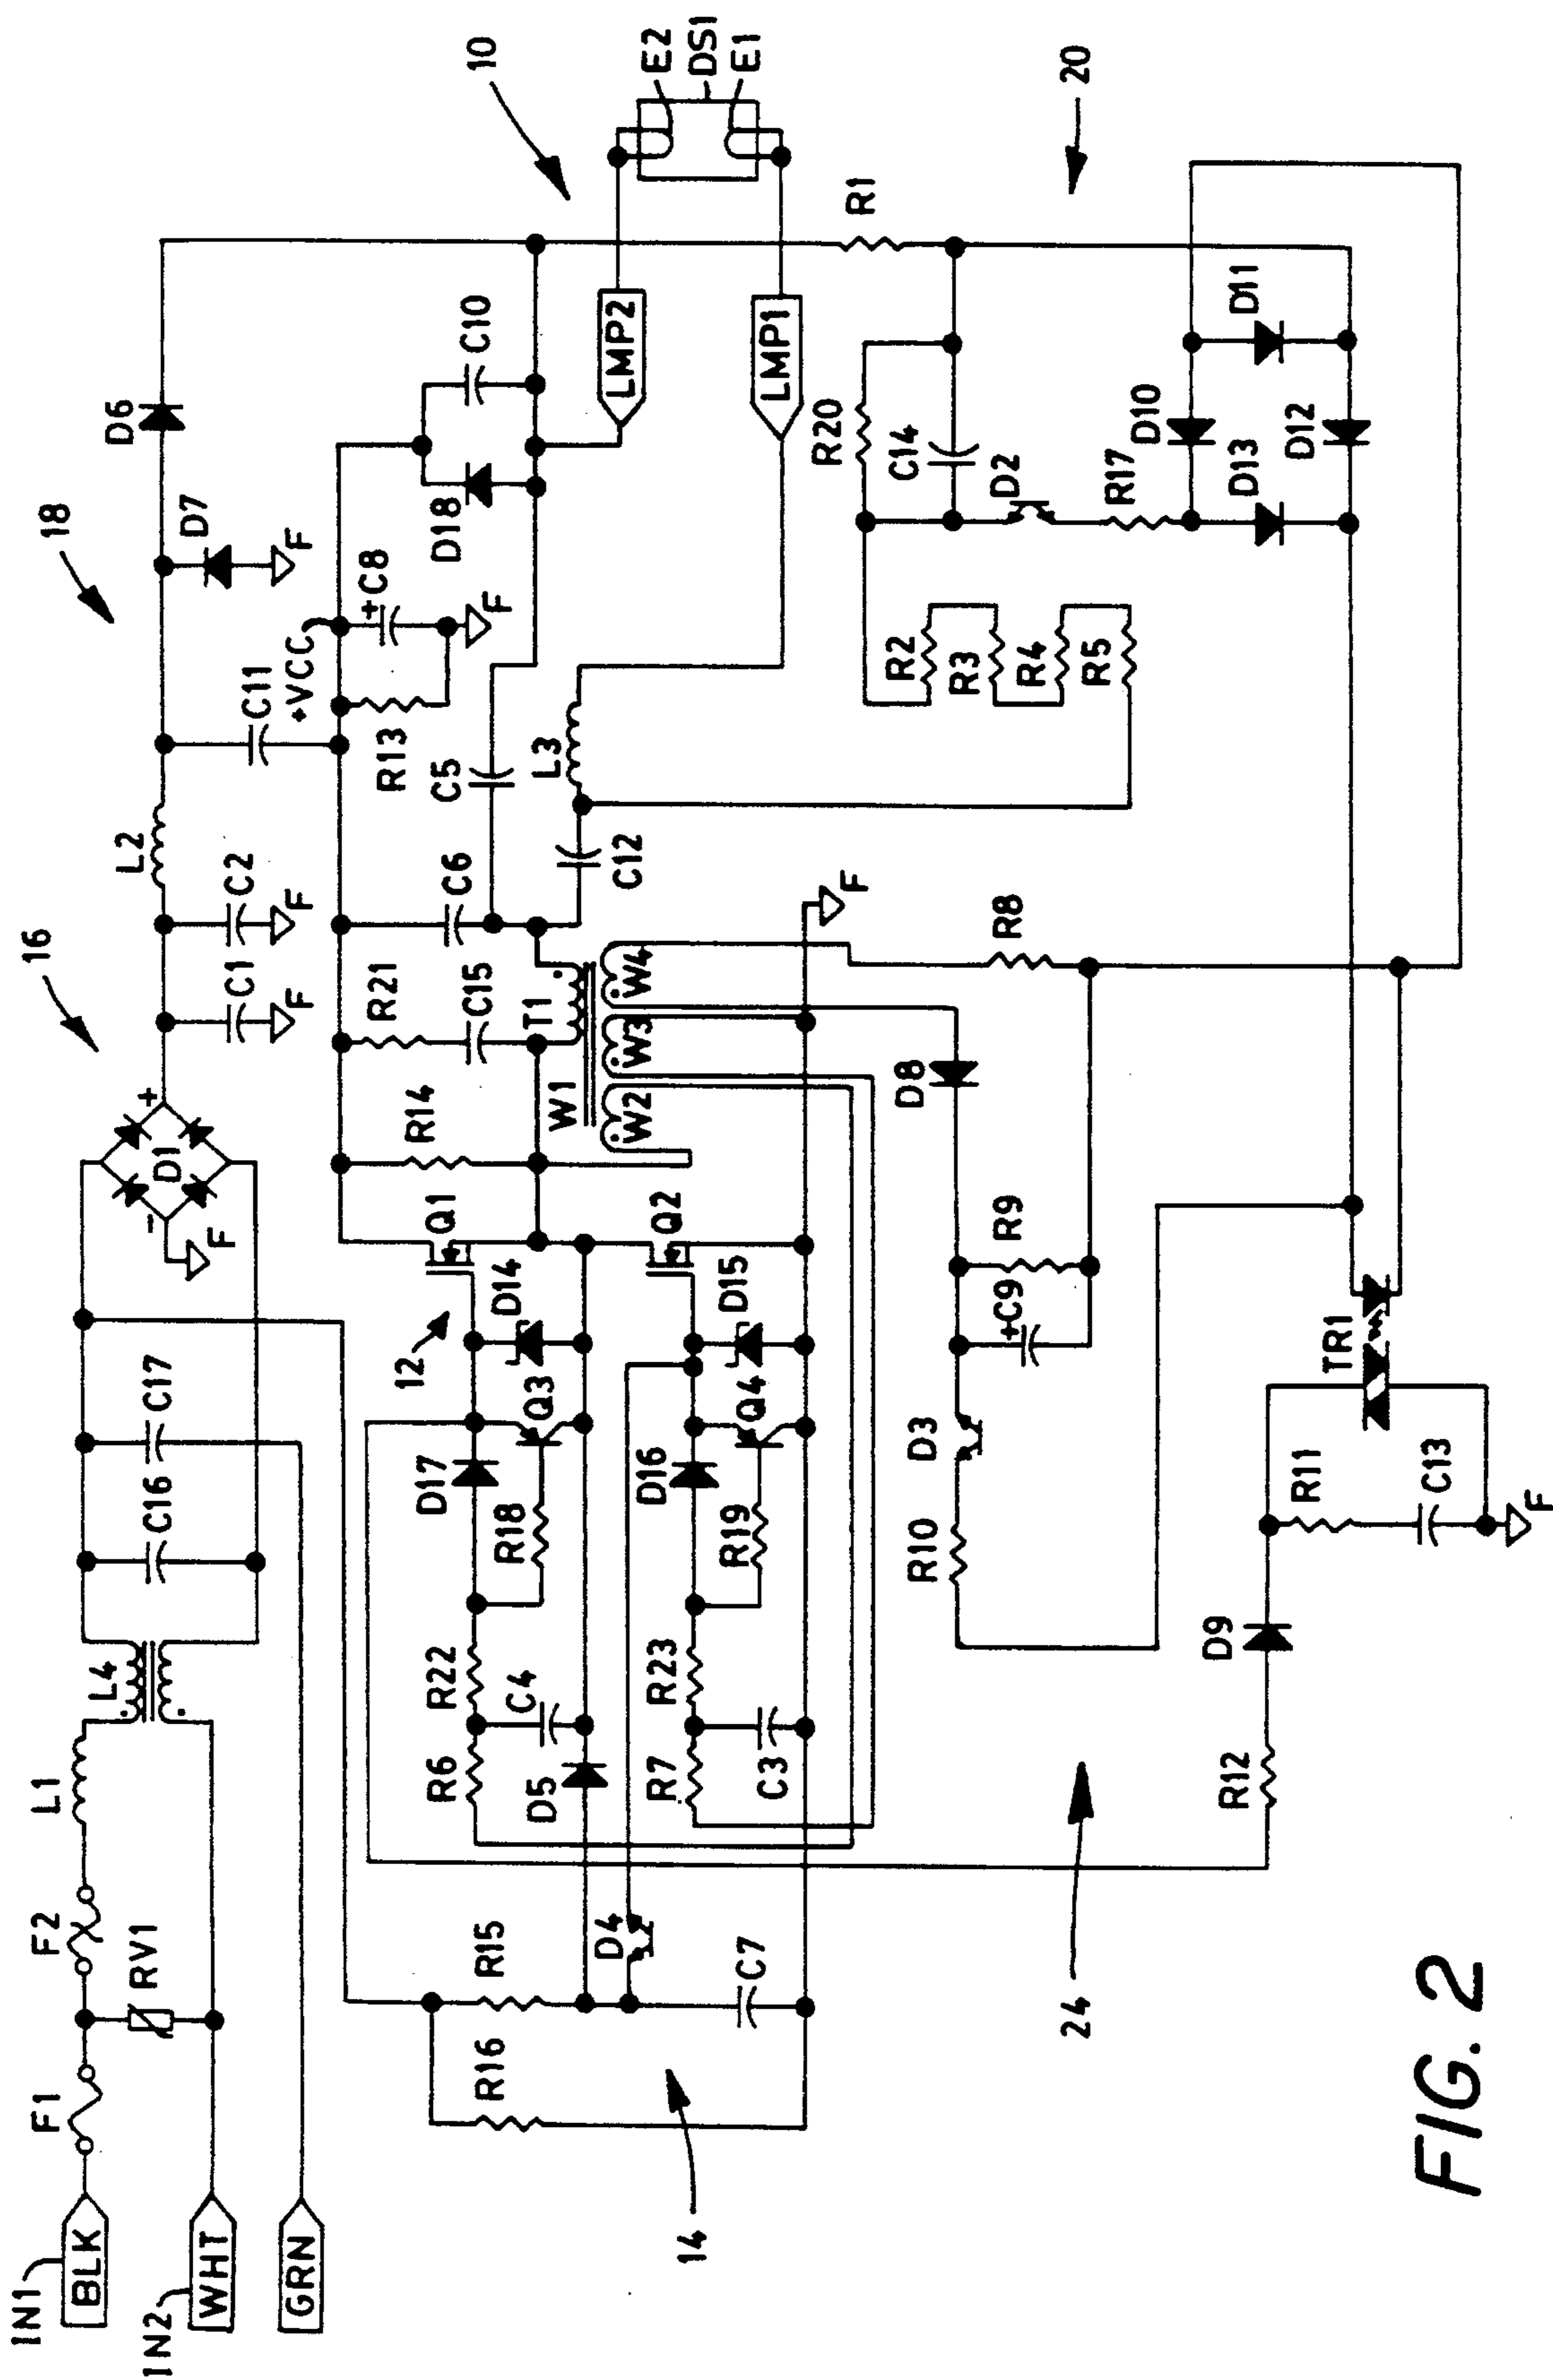 IN1
BLK
F1
F2
L1
L4
RV1
IN2
WHT
GRN
C16
C17
D1
+
-
F
16
C1
F
C2
F
L2
C11
18
D7
F
D6
+VCC
R13
+
C8
F
D18
C10
10
C5
C6
R21
C15
R14
T1
W1
W2
W3
W4
L3
C12
F
LMP2
LMP1
E2
DS1
E1
R1
20
R16
R15
14
D4
C7
R6
R22
C4
D5
D17
R18
Q3
12
D14
Q1
R7
R23
C3
D16
R19
Q4
D15
Q2
D8
R8
R9
+
C9
D3
R10
R20
C14
D2
R17
R2
R3
R4
R5
D10
D11
D13
D12
24
R12
D9
R11
C13
F
TR1
FIG. 2